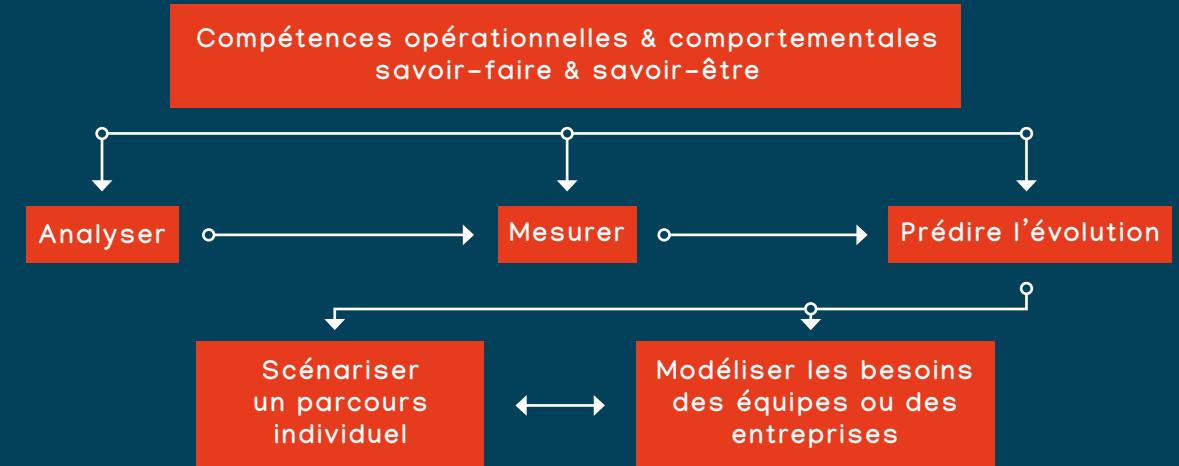 Compétences opérationnelles & comportementales
savoir-faire & savoir-être
Analyser
Mesurer
Prédire l’évolution
Scénariser
un parcours
individuel
Modéliser les besoins
des équipes ou des
entreprises